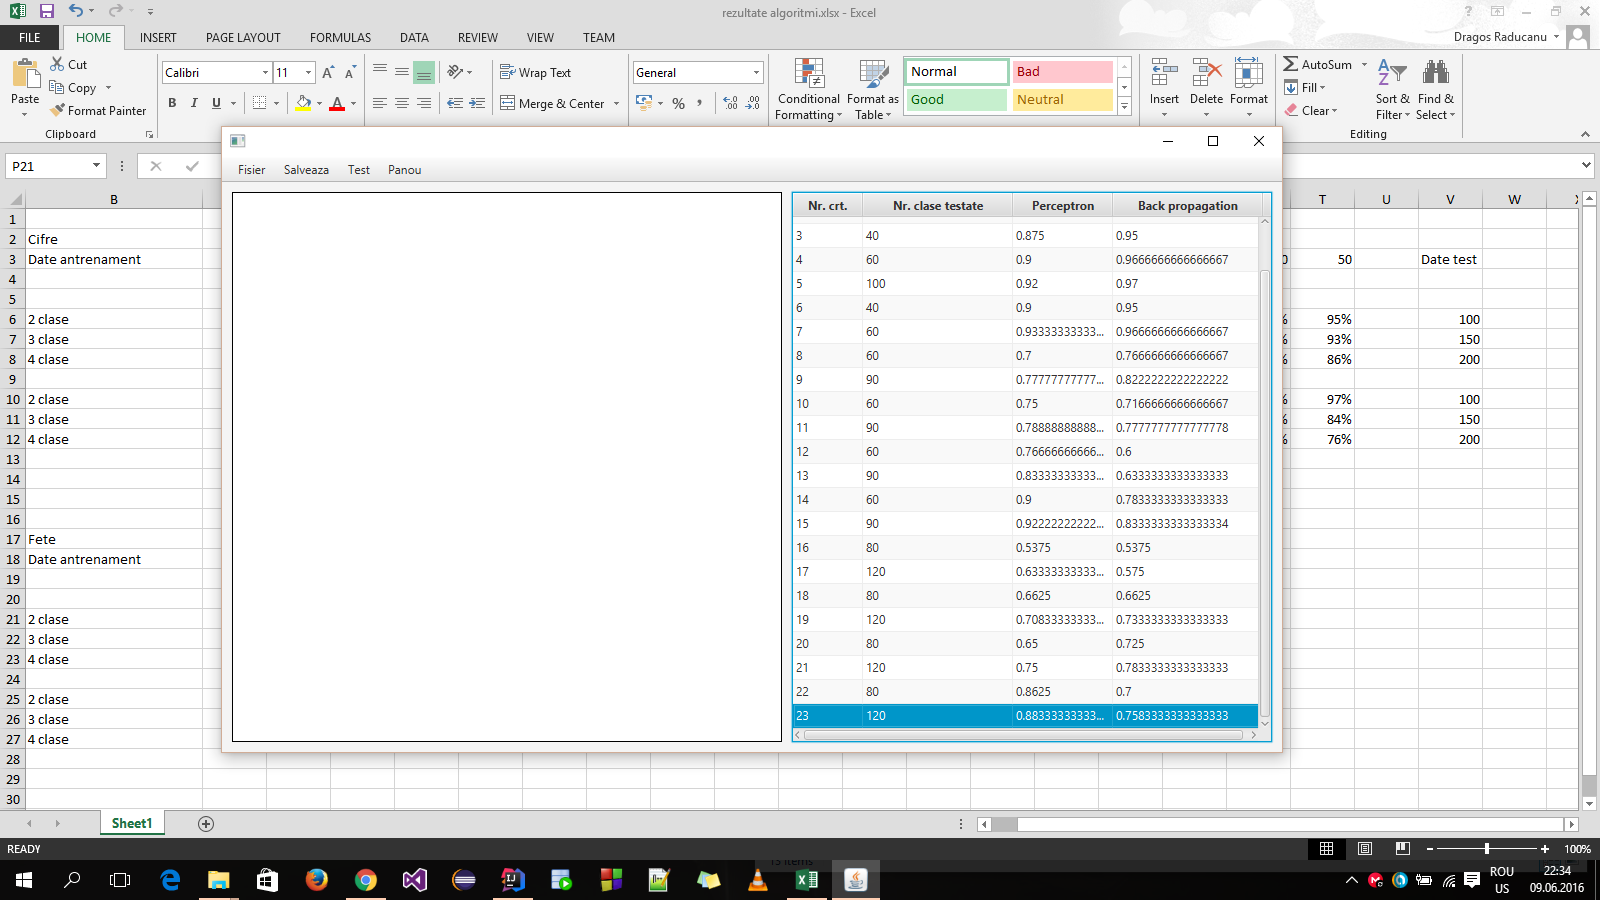 rezultate algoritmi.xlsx - Excel
FILE HOME INSERT PAGE LAYOUT FORMULAS DATA REVIEW VIEW TEAM
Dragos Raducanu
Paste
Cut
Copy
Format Painter
Clipboard
Calibri 11
B I U
Wrap Text
Merge & Center
General
Conditional Formatting
Format as Table
Normal Bad
Good Neutral
Insert Delete Format
AutoSum
Fill
Clear
Sort & Filter
Find & Select
Editing
P21
Fisier Salveaza Test Panou
Nr. crt. Nr. clase testate Perceptron Back propagation
3 40 0.875 0.95
4 60 0.9 0.9666666666666667
5 100 0.92 0.97
6 40 0.9 0.95
7 60 0.93333333333... 0.9666666666666667
8 60 0.7 0.7666666666666667
9 90 0.77777777777... 0.8222222222222222
10 60 0.75 0.7166666666666667
11 90 0.78888888888... 0.7777777777777778
12 60 0.76666666666... 0.6
13 90 0.83333333333... 0.6333333333333333
14 60 0.9 0.7833333333333333
15 90 0.92222222222... 0.8333333333333334
16 80 0.5375 0.5375
17 120 0.63333333333... 0.575
18 80 0.6625 0.6625
19 120 0.70833333333... 0.7333333333333333
20 80 0.65 0.725
21 120 0.75 0.7833333333333333
22 80 0.8625 0.7
23 120 0.88333333333... 0.7583333333333333
B T U V W
1
2 Cifre
3 Date antrenament 50 Date test
4
5
6 2 clase 95% 100
7 3 clase 93% 150
8 4 clase 86% 200
9
10 2 clase 97% 100
11 3 clase 84% 150
12 4 clase 76% 200
13
14
15
16
17 Fete
18 Date antrenament
19
20
21 2 clase
22 3 clase
23 4 clase
24
25 2 clase
26 3 clase
27 4 clase
28
29
30
Sheet1
READY
100%
ROU
US
22:34
09.06.2016